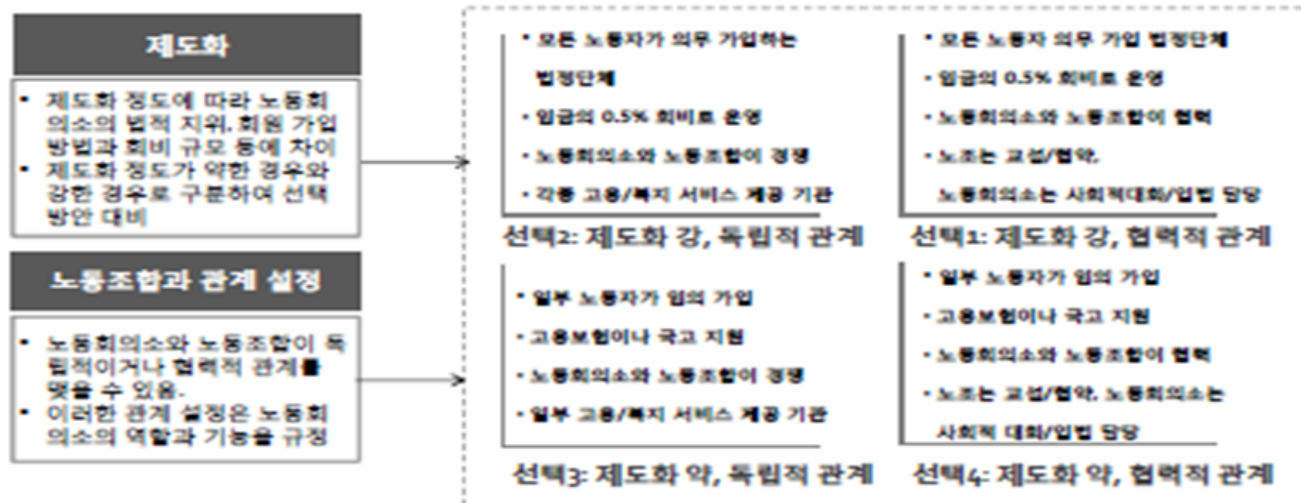 제도화
• 제도화 정도에 따라 노동회
의소의 법적 지위, 회원 가입
방법과 회비 규모 등에 차이
• 제도화 정도가 약한 경우와
강한 경우로 구분하여 선택
방안 대비
노동조합과 관계 설정
• 노동회의소와 노동조합이 독
립적이거나 협력적 관계를
맺을 수 있음.
• 이러한 관계 설정은 노동회
의소의 역할과 기능을 규정
• 모든 노동자가 의무 가입하는
법정단체
• 임금의 0.5% 회비로 운영
• 노동회의소와 노동조합이 경쟁
• 각종 고용/복지 서비스 제공 기관
선택2: 제도화 강, 독립적 관계
• 모든 노동자 의무 가입 법정단체
• 임금의 0.5% 회비로 운영
• 노동회의소와 노동조합이 협력
• 노조는 교섭/협약,
노동회의소는 사회적대화/입법 담당
선택1: 제도화 강, 협력적 관계
• 일부 노동자가 임의 가입
• 고용보험이나 국고 지원
• 노동회의소와 노동조합이 경쟁
• 일부 고용/복지 서비스 제공 기관
선택3: 제도화 약, 독립적 관계
• 일부 노동자가 임의 가입
• 고용보험이나 국고 지원
• 노동회의소와 노동조합이 협력
• 노조는 교섭/협약, 노동회의소는
사회적 대화/입법 담당
선택4: 제도화 약, 협력적 관계